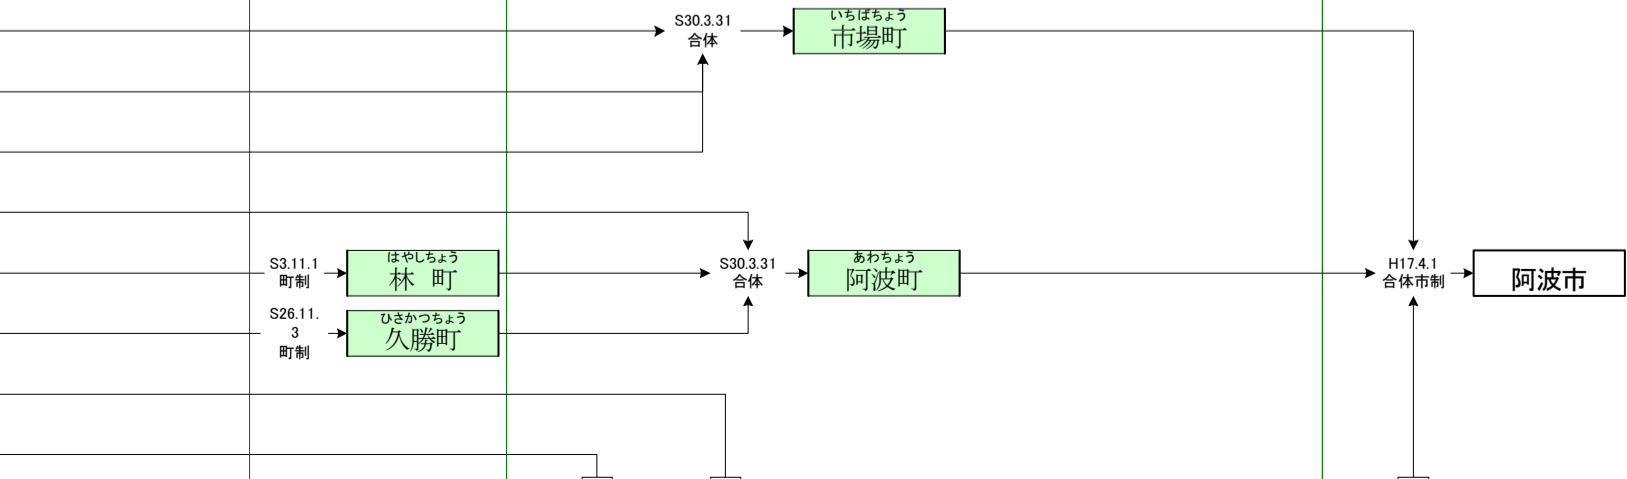 S30.3.31
合体
いちばちょう
市場町
S3.11.1
町制
はやしちょう
林 町
S30.3.31
合体
あわちょう
阿波町
H17.4.1
合体市制
阿波市
S26.11.
3
町制
ひさかつちょう
久勝町